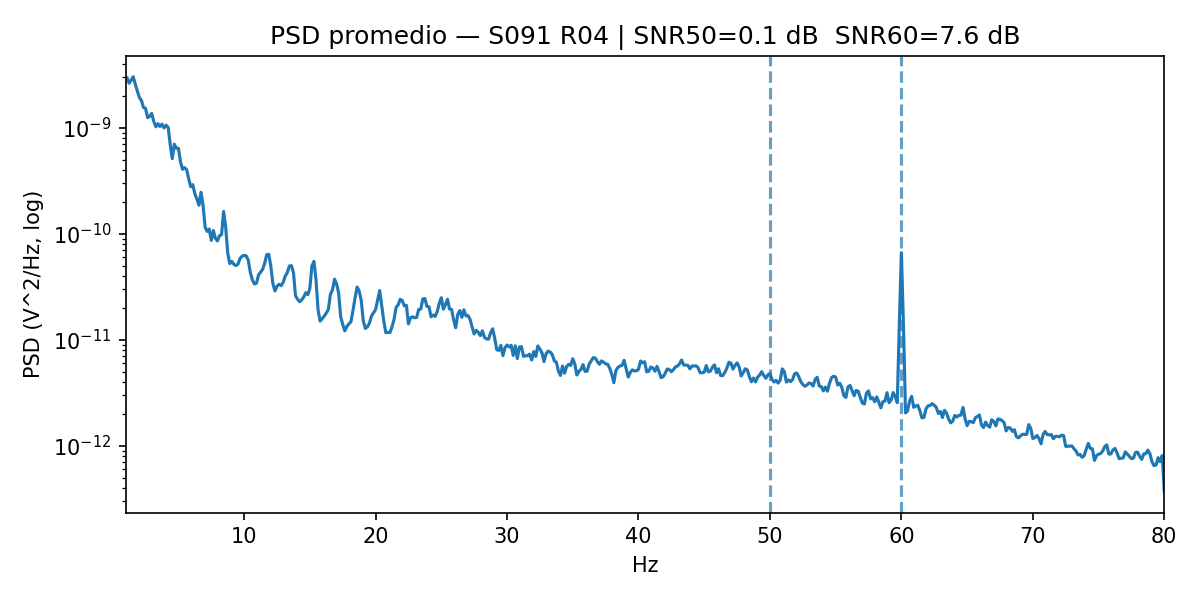 PSD promedio — S091 R04 | SNR50=0.1 dB  SNR60=7.6 dB
PSD (V^2/Hz, log)
10⁻⁹
10⁻¹⁰
10⁻¹¹
10⁻¹²
10 20 30 40 50 60 70 80
Hz